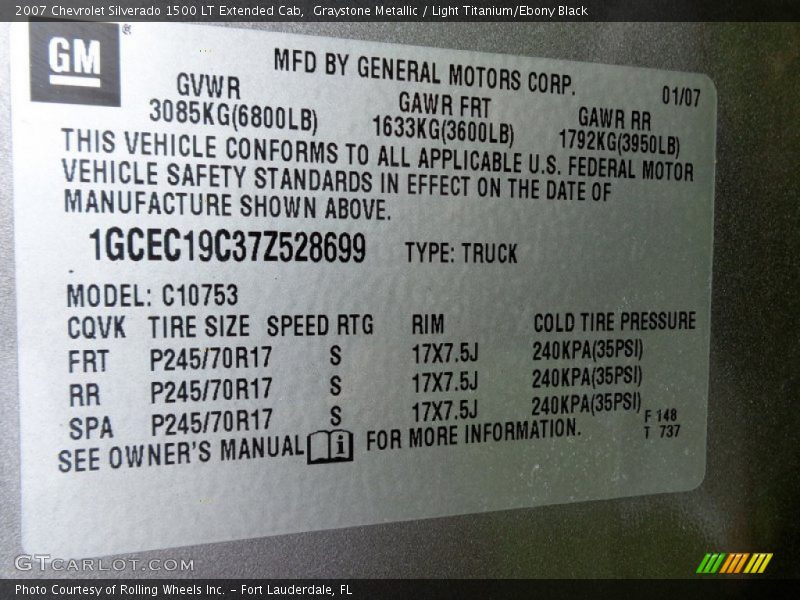 2007 Chevrolet Silverado 1500 LT Extended Cab,  Graystone Metallic / Light Titanium/Ebony Black
GM
®
MFD BY GENERAL MOTORS CORP.
01/07
GVWR GAWR FRT GAWR RR
3085KG(6800LB) 1633KG(3600LB) 1792KG(3950LB)
THIS VEHICLE CONFORMS TO ALL APPLICABLE U.S. FEDERAL MOTOR
VEHICLE SAFETY STANDARDS IN EFFECT ON THE DATE OF
MANUFACTURE SHOWN ABOVE.
1GCEC19C37Z528699 TYPE: TRUCK
MODEL: C10753
CQVK TIRE SIZE SPEED RTG RIM COLD TIRE PRESSURE
FRT P245/70R17 S 17X7.5J 240KPA(35PSI)
RR P245/70R17 S 17X7.5J 240KPA(35PSI)
SPA P245/70R17 S 17X7.5J 240KPA(35PSI)
F 148
T 737
SEE OWNER'S MANUAL i FOR MORE INFORMATION.
GTCARLOT.COM
Photo Courtesy of Rolling Wheels Inc. – Fort Lauderdale, FL